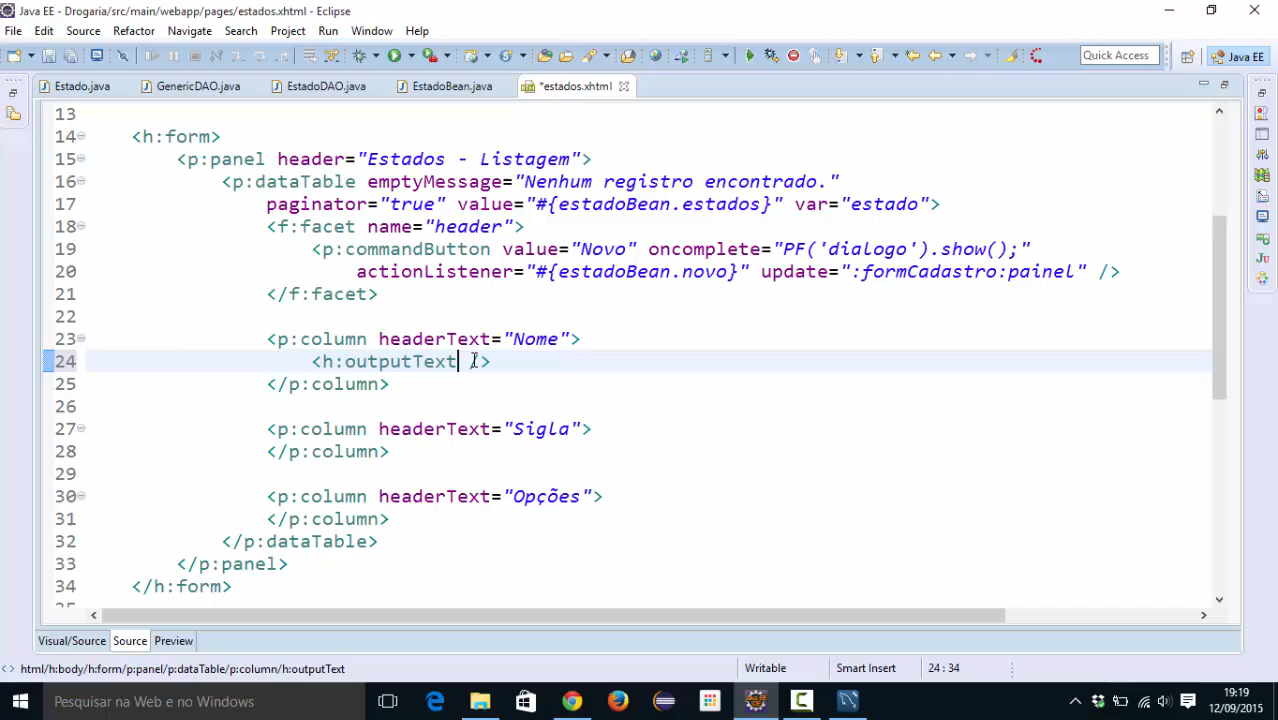 Java EE - Drogaria/src/main/webapp/pages/estados.xhtml - Eclipse
File Edit Source Refactor Navigate Search Project Run Window Help
Quick Access Java EE
Estado.java GenericDAO.java EstadoDAO.java EstadoBean.java *estados.xhtml
13
14 <h:form>
15 <p:panel header="Estados - Listagem">
16 <p:dataTable emptyMessage="Nenhum registro encontrado."
17 paginator="true" value="#{estadoBean.estados}" var="estado">
18 <f:facet name="header">
19 <p:commandButton value="Novo" oncomplete="PF('dialogo').show();"
20 actionListener="#{estadoBean.novo}" update=":formCadastro:painel" />
21 </f:facet>
22
23 <p:column headerText="Nome">
24 <h:outputText />
25 </p:column>
26
27 <p:column headerText="Sigla">
28 </p:column>
29
30 <p:column headerText="Opções">
31 </p:column>
32 </p:dataTable>
33 </p:panel>
34 </h:form>
Visual/Source Source Preview
html/h:body/h:form/p:panel/p:dataTable/p:column/h:outputText Writable Smart Insert 24 : 34
Pesquisar na Web e no Windows
19:19
12/09/2015